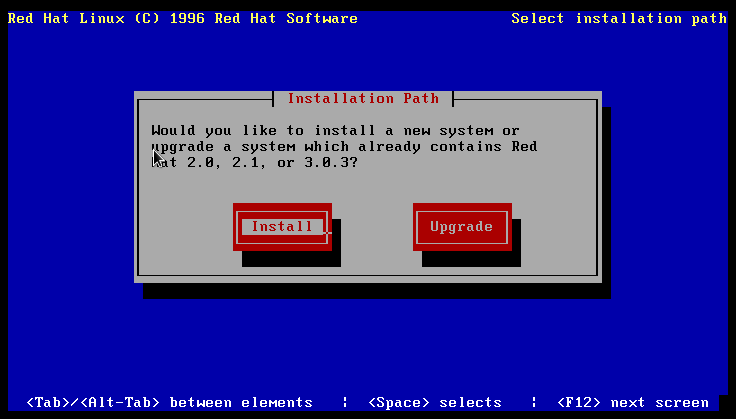 Red Hat Linux (C) 1996 Red Hat Software Select installation path
Installation Path
Would you like to install a new system or
upgrade a system which already contains Red
Hat 2.0, 2.1, or 3.0.3?
Install Upgrade
<Tab>/<Alt-Tab> between elements ¦ <Space> selects ¦ <F12> next screen